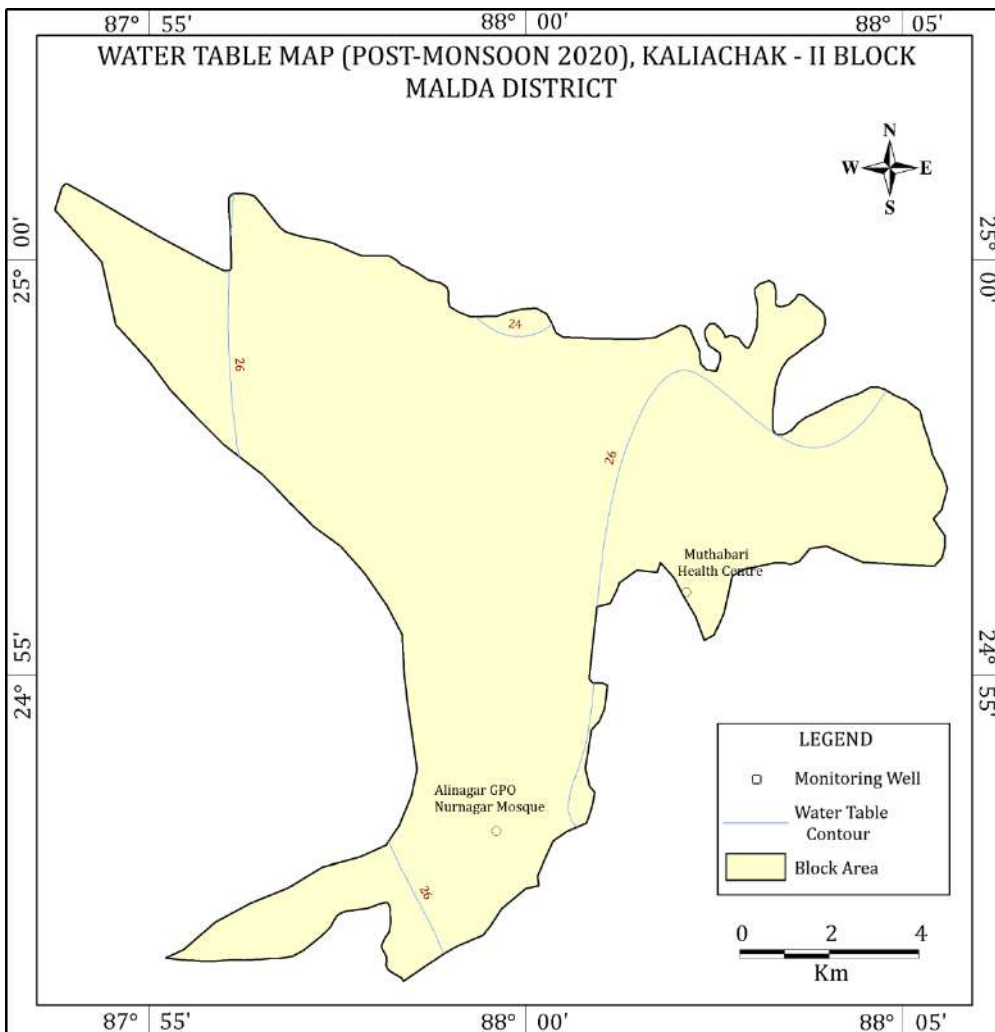 87° 55' 88° 00' 88° 05'
WATER TABLE MAP (POST-MONSOON 2020), KALIACHAK - II BLOCK
MALDA DISTRICT
N
W E
S
25° 00'
25° 00'
24
26
26
Muthabari
Health Centre
24° 55'
24° 55'
LEGEND
Monitoring Well
Water Table
Contour
Block Area
Alinagar GPO
Nurnagar Mosque
26
0 2 4
Km
87° 55' 88° 00' 88° 05'